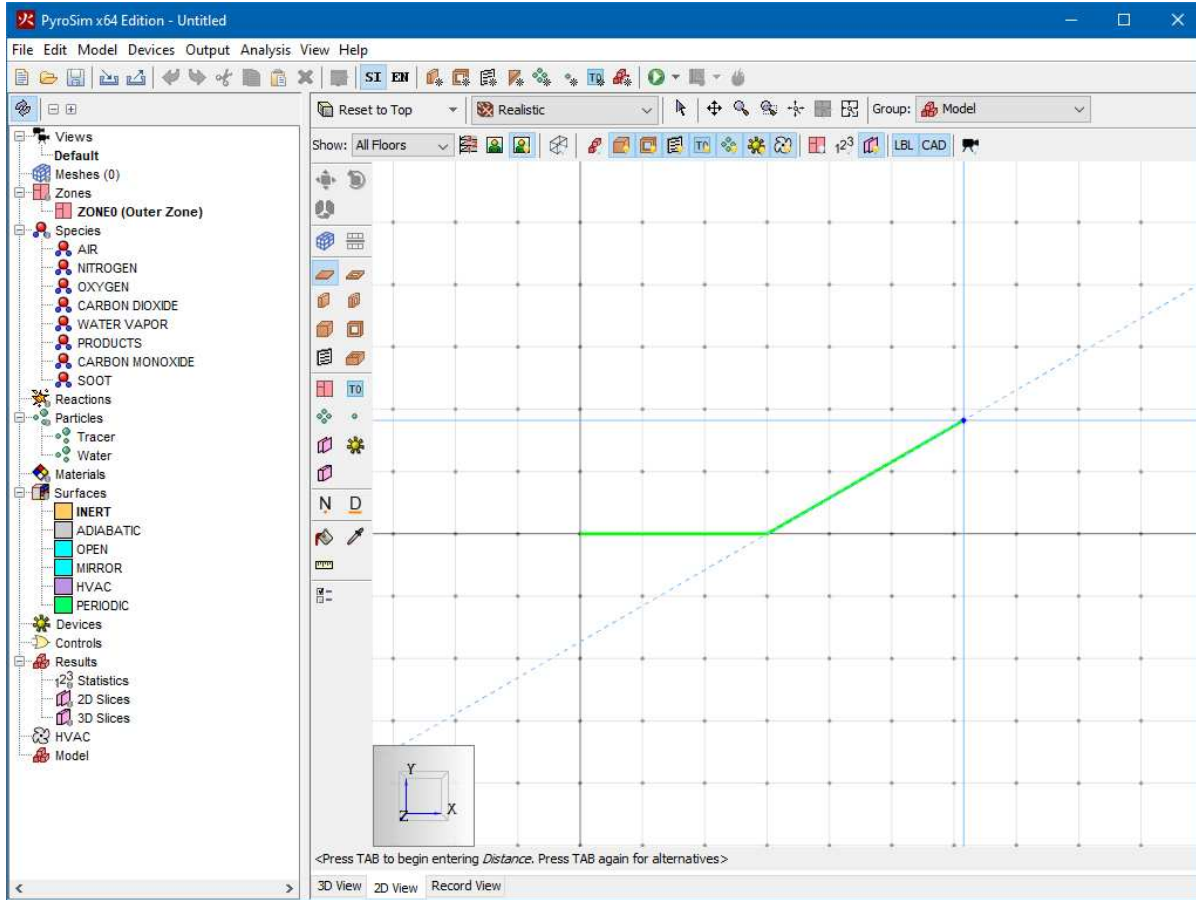 PyroSim x64 Edition - Untitled
File Edit Model Devices Output Analysis View Help
SI EN
Reset to Top Realistic Group: Model
Show: All Floors 123 LBL CAD
Views
Default
Meshes (0)
Zones
ZONE0 (Outer Zone)
Species
AIR
NITROGEN
OXYGEN
CARBON DIOXIDE
WATER VAPOR
PRODUCTS
CARBON MONOXIDE
SOOT
Reactions
Particles
Tracer
Water
Materials
Surfaces
INERT
ADIABATIC
OPEN
MIRROR
HVAC
PERIODIC
Devices
Controls
Results
Statistics
2D Slices
3D Slices
HVAC
Model
T0
N D
Y
Z X
<Press TAB to begin entering Distance. Press TAB again for alternatives>
3D View 2D View Record View